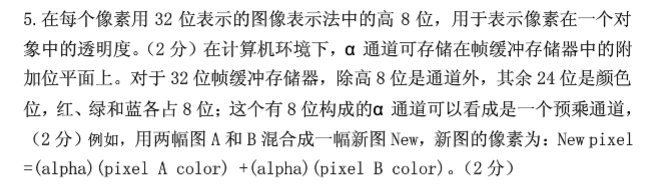 5. 在每个像素用 32 位表示的图像表示法中的高 8 位，用于表示像素在一个对
象中的透明度。（2 分）在计算机环境下，α 通道可存储在帧缓冲存储器中的附
加位平面上。对于 32 位帧缓冲存储器，除高 8 位是通道外，其余 24 位是颜色
位，红、绿和蓝各占 8 位；这个有 8 位构成的α 通道可以看成是一个预乘通道，
（2 分）例如，用两幅图 A 和 B 混合成一幅新图 New，新图的像素为：New pixel
=(alpha)(pixel A color) +(alpha)(pixel B color)。（2 分）